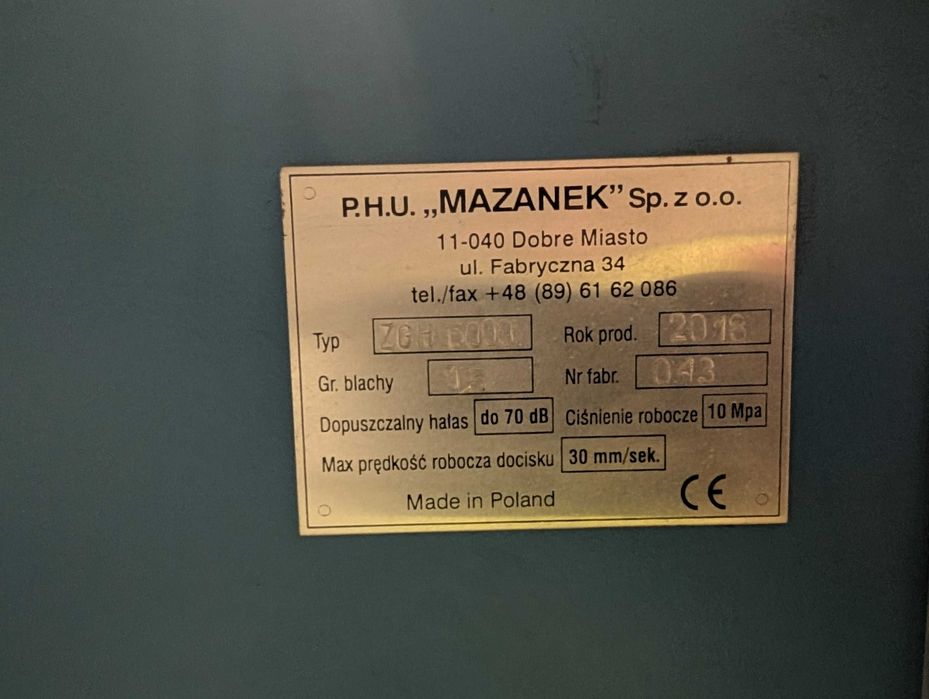 P.H.U. „MAZANEK” Sp. z o.o.
11-040 Dobre Miasto
ul. Fabryczna 34
tel./fax +48 (89) 61 62 086
Typ Rok prod. 2018
Gr. blachy Nr fabr. 043
Dopuszczalny hałas do 70 dB Ciśnienie robocze 10 Mpa
Max prędkość robocza docisku 30 mm/sek.
Made in Poland CE